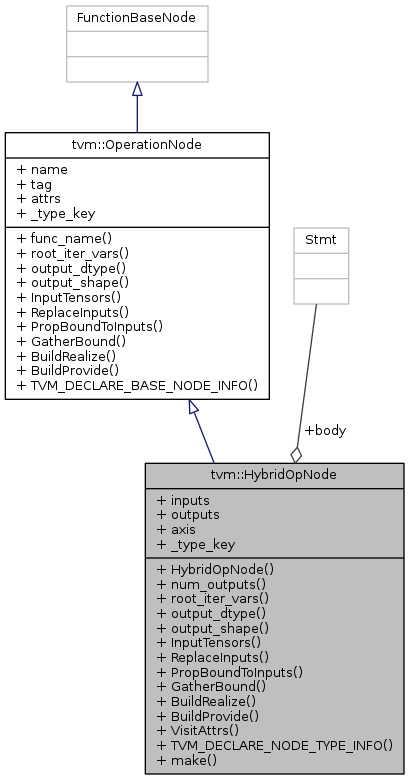 FunctionBaseNode
tvm::OperationNode
+ name
+ tag
+ attrs
+ _type_key
+ func_name()
+ root_iter_vars()
+ output_dtype()
+ output_shape()
+ InputTensors()
+ ReplaceInputs()
+ PropBoundToInputs()
+ GatherBound()
+ BuildRealize()
+ BuildProvide()
+ TVM_DECLARE_BASE_NODE_INFO()
Stmt
+body
tvm::HybridOpNode
+ inputs
+ outputs
+ axis
+ _type_key
+ HybridOpNode()
+ num_outputs()
+ root_iter_vars()
+ output_dtype()
+ output_shape()
+ InputTensors()
+ ReplaceInputs()
+ PropBoundToInputs()
+ GatherBound()
+ BuildRealize()
+ BuildProvide()
+ VisitAttrs()
+ TVM_DECLARE_NODE_TYPE_INFO()
+ make()